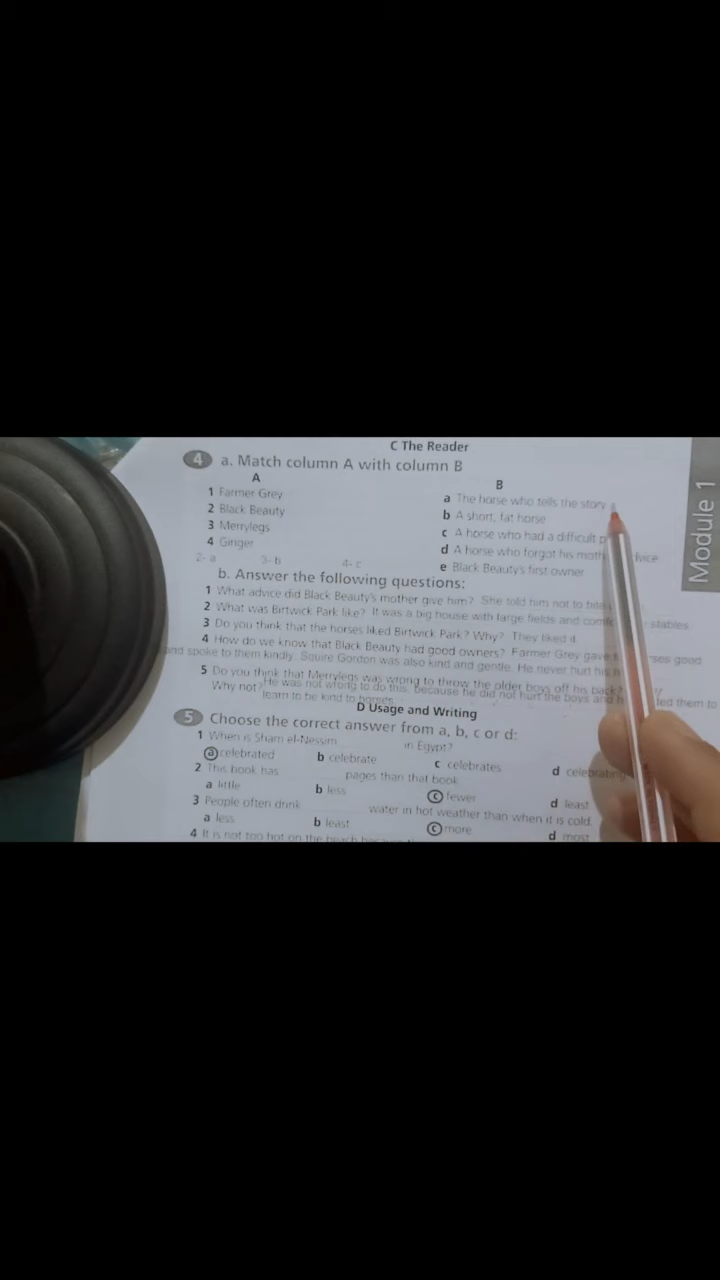 C The Reader
4 a. Match column A with column B
A B
1 Farmer Grey a The horse who tells the story
2 Black Beauty b A short, fat horse
3 Merrylegs c A horse who had a difficult
4 Ginger d A horse who forgot his
2- a 3- b 4- c e Black Beauty's first owner
b. Answer the following questions:
1 What advice did Black Beauty's mother give him? She told him not to bite
2 What was Birtwick Park like? It was a big house with large fields and stables
3 Do you think that the horses liked Birtwick Park? Why? They liked it
4 How do we know that Black Beauty had good owners? Farmer Grey gave good
and spoke to them kindly. Squire Gordon was also kind and gentle. He never hurt his
5 Do you think that Merrylegs was wrong to throw the older boys off his back?
Why not? He was not wrong to do this, because he did not hurt the boys and them to
learn to be kind to horses
D Usage and Writing
5 Choose the correct answer from a, b, c or d:
1 When is Sham el-Nessim in Egypt?
a celebrated b celebrate c celebrates d celebrating
2 This book has pages than that book
a little b less c fewer d least
3 People often drink water in hot weather than when it is cold.
a less b least c more d most
4 It is not too hot on the beach
Module 1